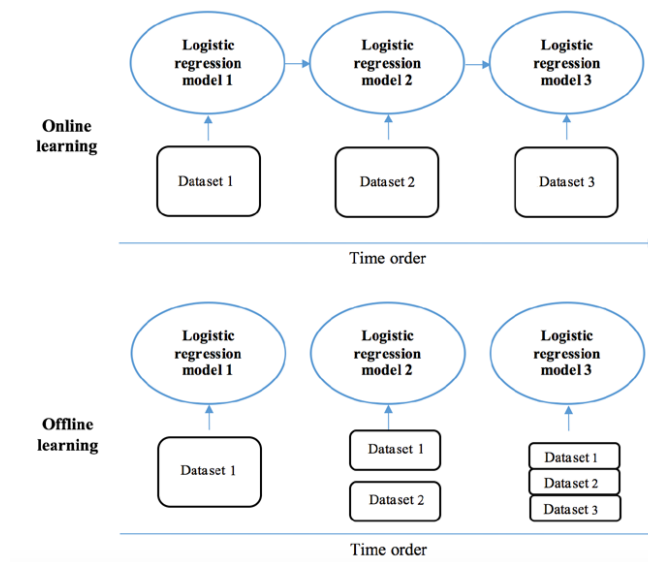 Logistic
regression
model 1
Logistic
regression
model 2
Logistic
regression
model 3
Online
learning
Dataset 1
Dataset 2
Dataset 3
Time order
Logistic
regression
model 1
Logistic
regression
model 2
Logistic
regression
model 3
Offline
learning
Dataset 1
Dataset 1
Dataset 2
Dataset 1
Dataset 2
Dataset 3
Time order